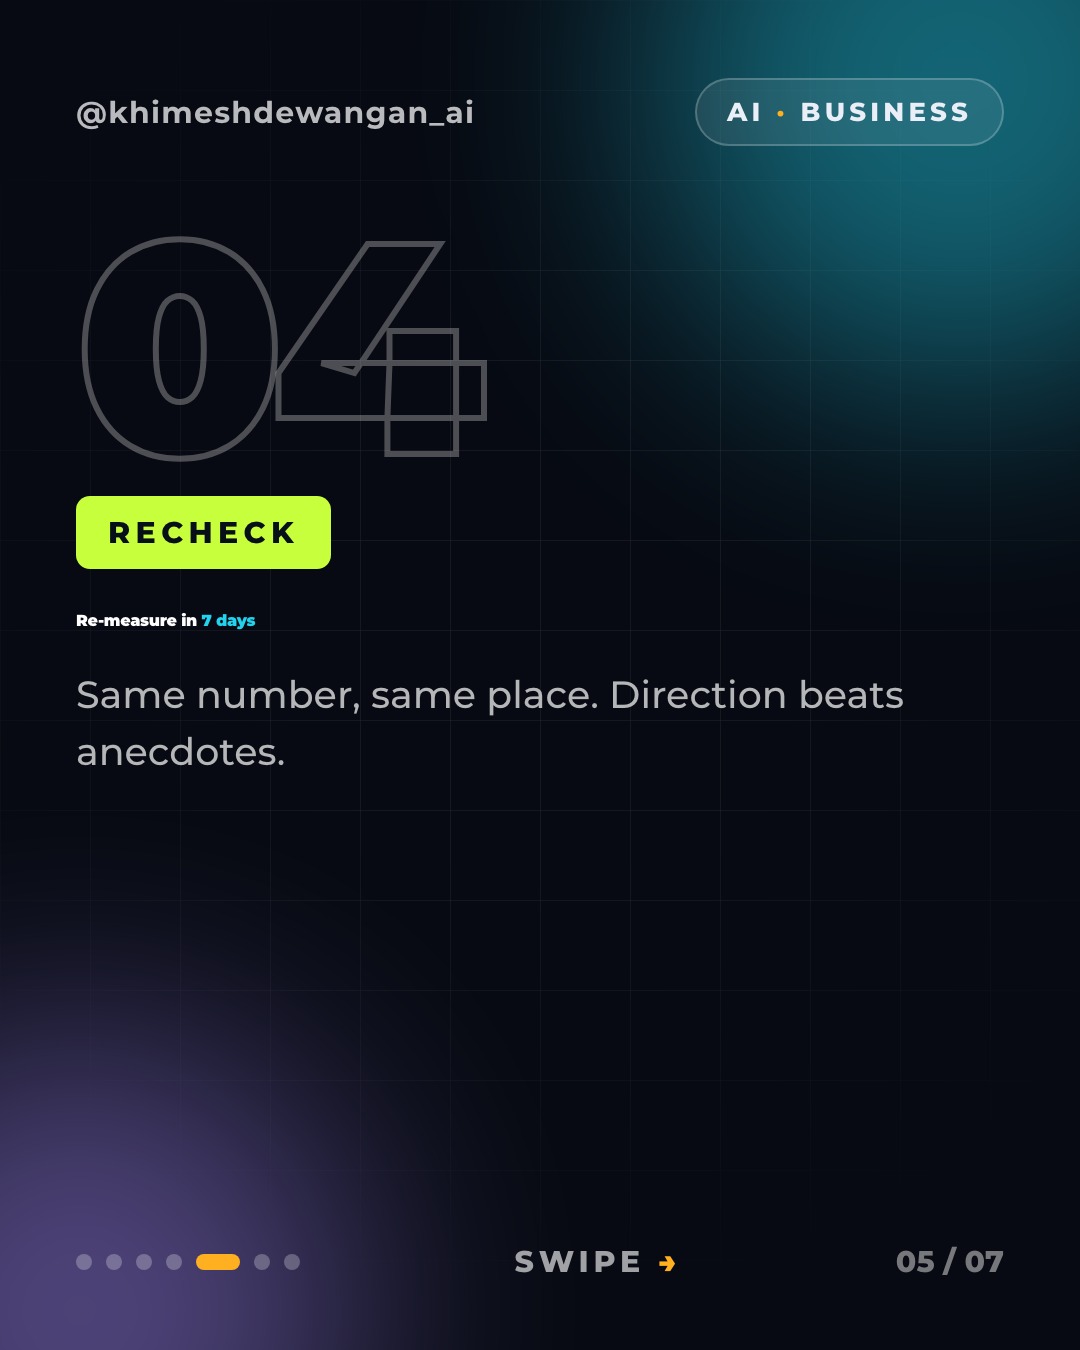 @khimeshdewangan_ai
AI · BUSINESS
04
RECHECK
Re-measure in 7 days
Same number, same place. Direction beats
anecdotes.
SWIPE →
05 / 07